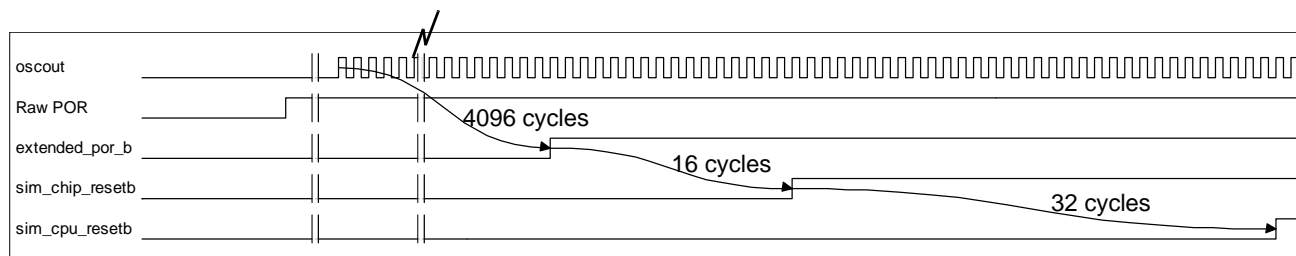 oscout
Raw POR
4096 cycles
extended_por_b
16 cycles
sim_chip_resetb
32 cycles
sim_cpu_resetb